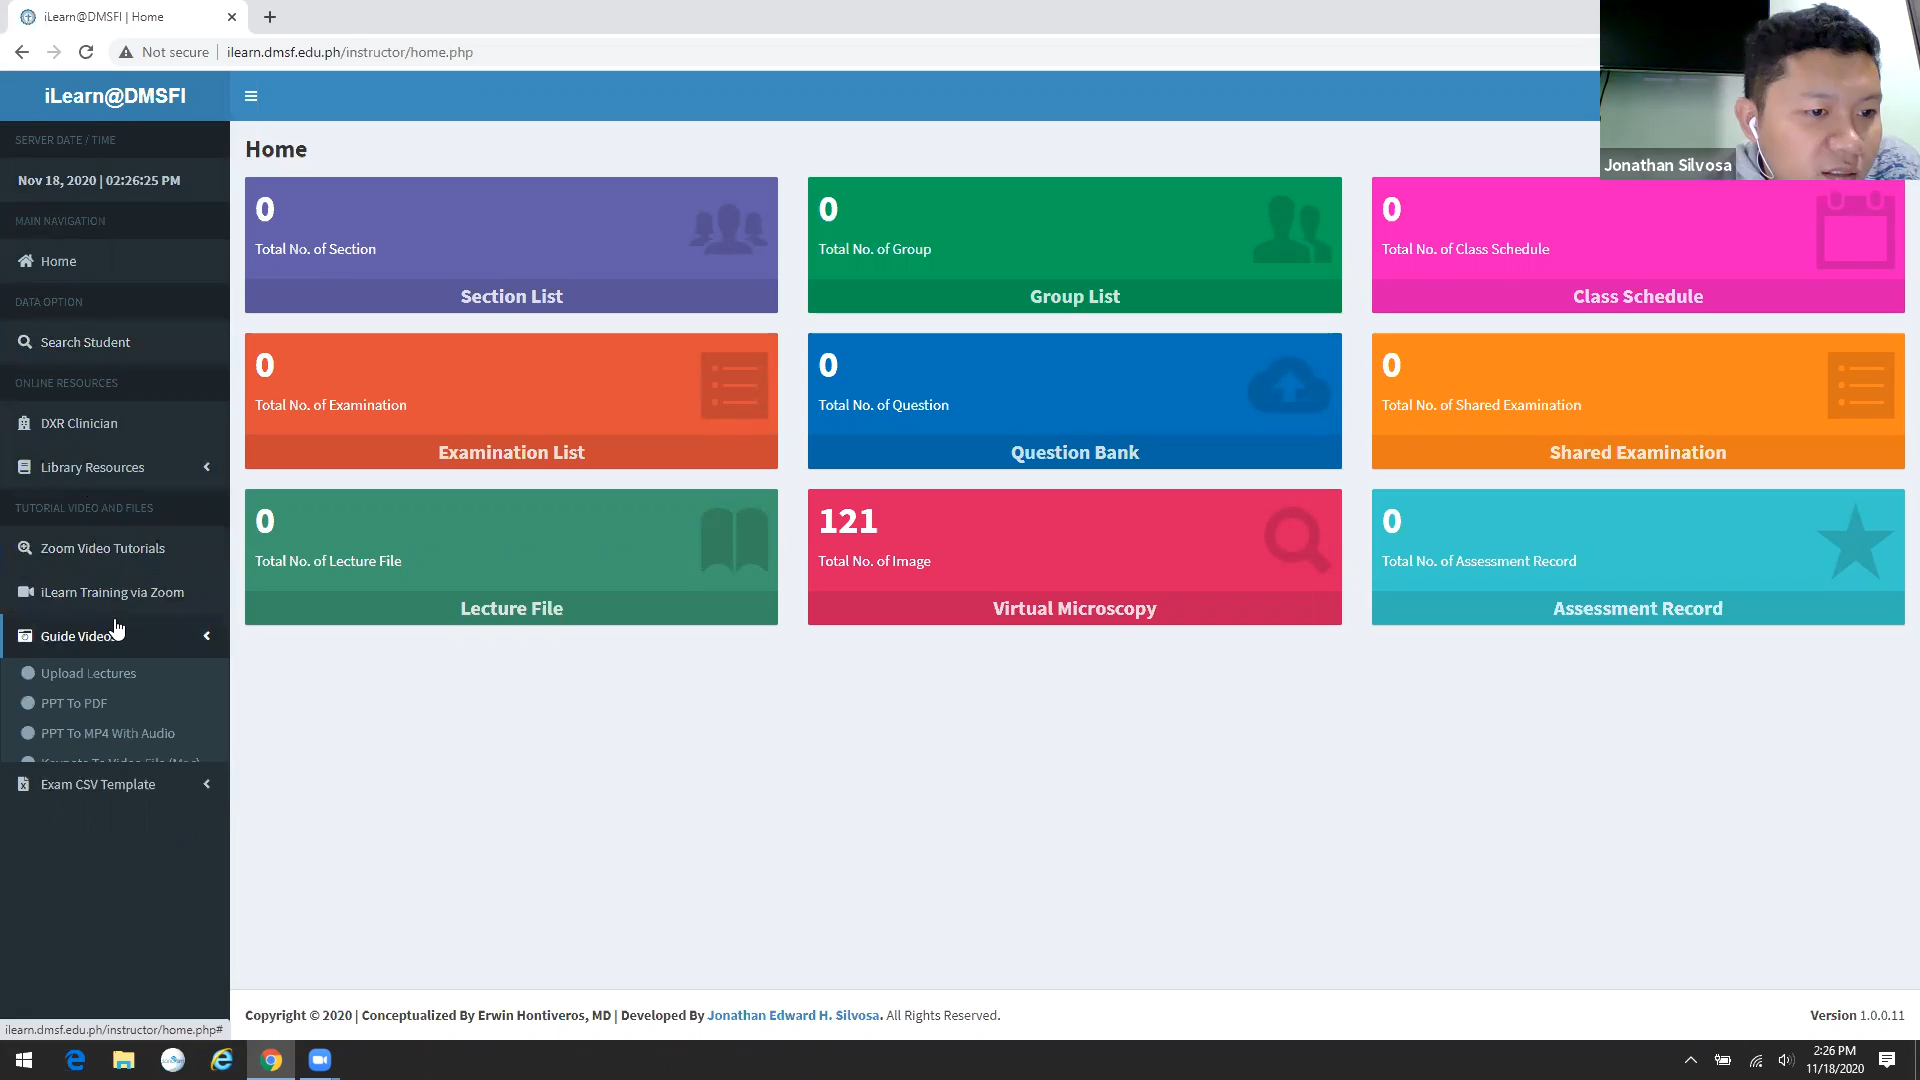 iLearn@DMSFI | Home
Not secure
ilearn.dmsf.edu.ph/instructor/home.php
iLearn@DMSFI
SERVER DATE / TIME
Nov 18, 2020 | 02:26:25 PM
MAIN NAVIGATION
Home
DATA OPTION
Search Student
ONLINE RESOURCES
DXR Clinician
Library Resources
TUTORIAL VIDEO AND FILES
Zoom Video Tutorials
iLearn Training via Zoom
Guide Videos
Upload Lectures
PPT To PDF
PPT To MP4 With Audio
Keynote To Video File (Mac)
Exam CSV Template
ilearn.dmsf.edu.ph/instructor/home.php#
Home
Jonathan Silvosa
0
Total No. of Section
Section List
0
Total No. of Group
Group List
0
Total No. of Class Schedule
Class Schedule
0
Total No. of Examination
Examination List
0
Total No. of Question
Question Bank
0
Total No. of Shared Examination
Shared Examination
0
Total No. of Lecture File
Lecture File
121
Total No. of Image
Virtual Microscopy
0
Total No. of Assessment Record
Assessment Record
Copyright © 2020 | Conceptualized By Erwin Hontiveros, MD | Developed By Jonathan Edward H. Silvosa. All Rights Reserved.
Version 1.0.0.11
2:26 PM
11/18/2020